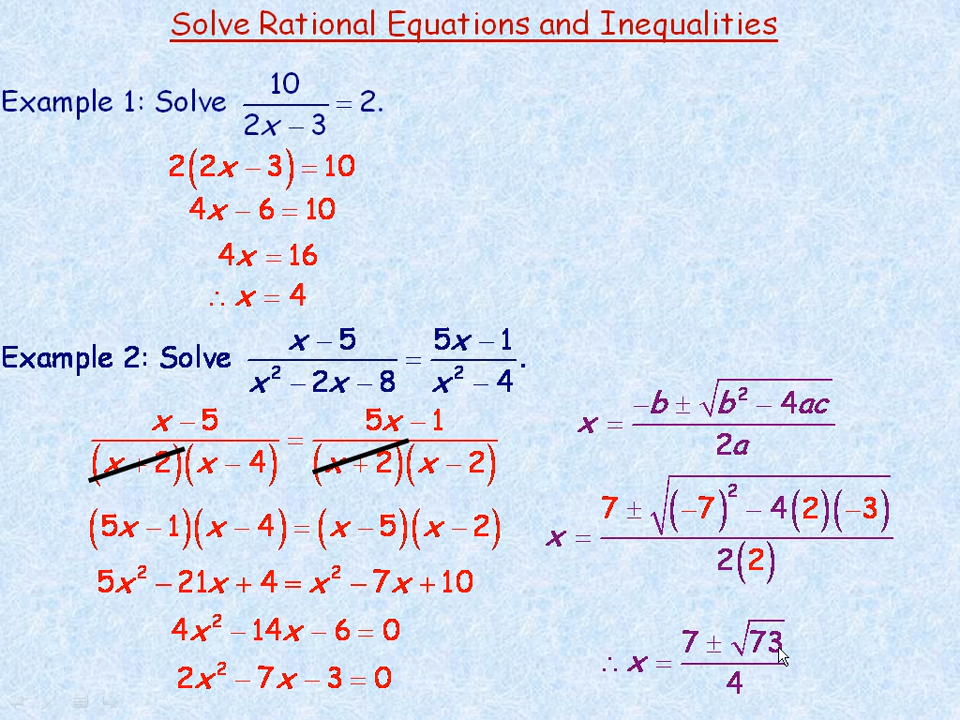 Solve Rational Equations and Inequalities
Example 1: Solve 10/(2x − 3) = 2.
2(2x − 3) = 10
4x − 6 = 10
4x = 16
∴ x = 4
Example 2: Solve (x − 5)/(x² − 2x − 8) = (5x − 1)/(x² − 4).
(x − 5)/((x + 2)(x − 4)) = (5x − 1)/((x + 2)(x − 2))
(5x − 1)(x − 4) = (x − 5)(x − 2)
5x² − 21x + 4 = x² − 7x + 10
4x² − 14x − 6 = 0
2x² − 7x − 3 = 0
x = (−b ± √(b² − 4ac))/(2a)
x = (7 ± √((−7)² − 4(2)(−3)))/(2(2))
∴ x = (7 ± √73)/4